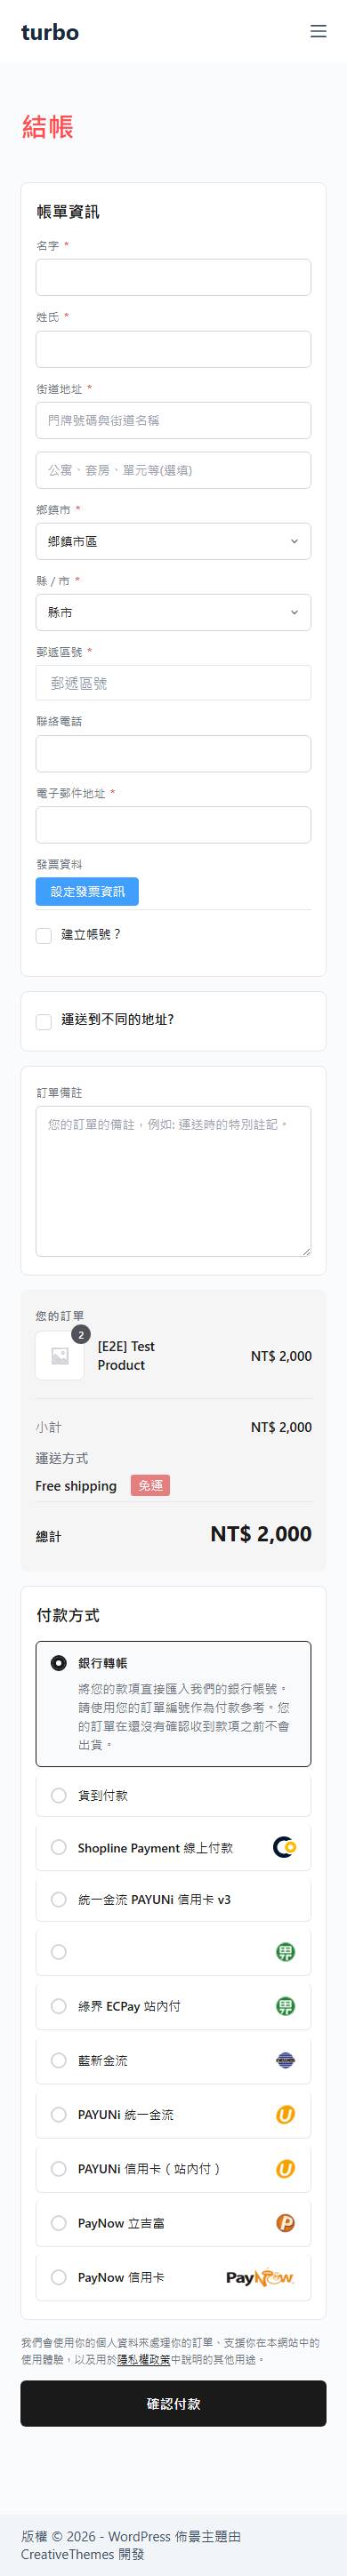 turbo
結帳
帳單資訊
名字 *
姓氏 *
街道地址 *
門牌號碼與街道名稱
公寓、套房、單元等(選填)
鄉鎮市 *
鄉鎮市區
縣 / 市 *
縣市
郵遞區號 *
郵遞區號
聯絡電話
電子郵件地址 *
發票資料
設定發票資訊
建立帳號？
運送到不同的地址?
訂單備註
您的訂單的備註，例如: 運送時的特別註記。
您的訂單
2
[E2E] Test
Product
NT$ 2,000
小計 NT$ 2,000
運送方式
Free shipping 免運
總計 NT$ 2,000
付款方式
銀行轉帳
將您的款項直接匯入我們的銀行帳號。
請使用您的訂單編號作為付款參考。您
的訂單在還沒有確認收到款項之前不會
出貨。
貨到付款
Shopline Payment 線上付款
統一金流 PAYUNi 信用卡 v3
綠界 ECPay 站內付
藍新金流
PAYUNi 統一金流
PAYUNi 信用卡（站內付）
PayNow 立吉富
PayNow 信用卡 PayNow
我們會使用你的個人資料來處理你的訂單、支援你在本網站中的
使用體驗，以及用於隱私權政策中說明的其他用途。
確認付款
版權 © 2026 - WordPress 佈景主題由
CreativeThemes 開發